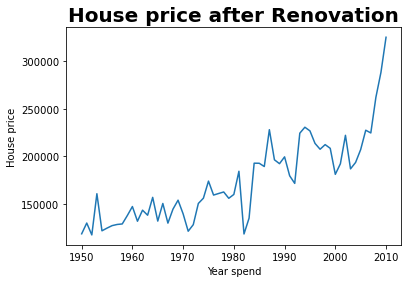 House price after Renovation
300000
250000
200000
150000
House price
1950 1960 1970 1980 1990 2000 2010
Year spend